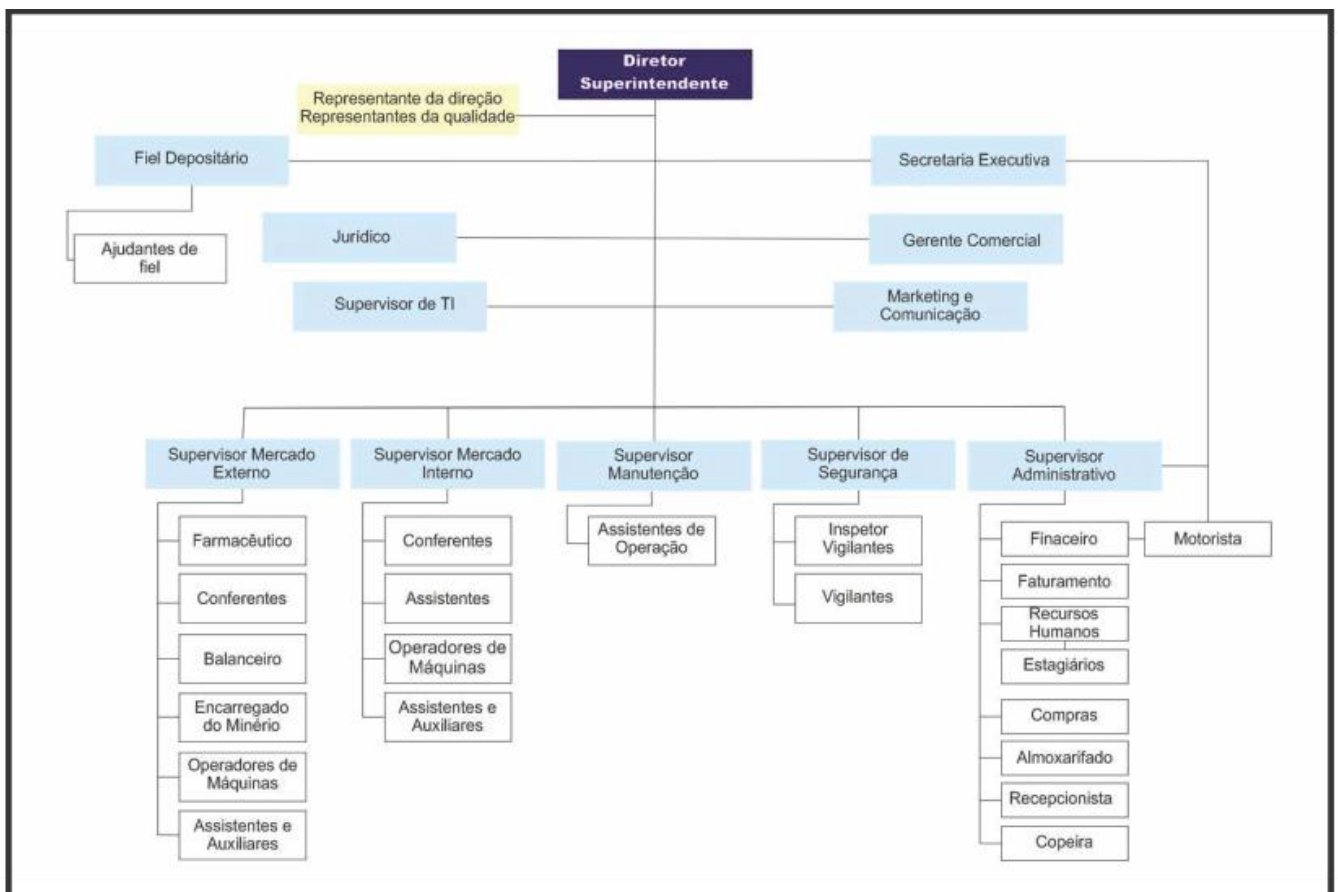 Diretor
Superintendente
Representante da direção
Representantes da qualidade
Fiel Depositário
Secretaria Executiva
Ajudantes de
fiel
Jurídico
Gerente Comercial
Supervisor de TI
Marketing e
Comunicação
Supervisor Mercado
Externo
Supervisor Mercado
Interno
Supervisor
Manutenção
Supervisor de
Segurança
Supervisor
Administrativo
Farmacêutico
Conferentes
Balanceiro
Encarregado
do Minério
Operadores de
Máquinas
Assistentes e
Auxiliares
Conferentes
Assistentes
Operadores de
Máquinas
Assistentes e
Auxiliares
Assistentes de
Operação
Inspetor
Vigilantes
Vigilantes
Finaceiro
Motorista
Faturamento
Recursos
Humanos
Estagiários
Compras
Almoxarifado
Recepcionista
Copeira